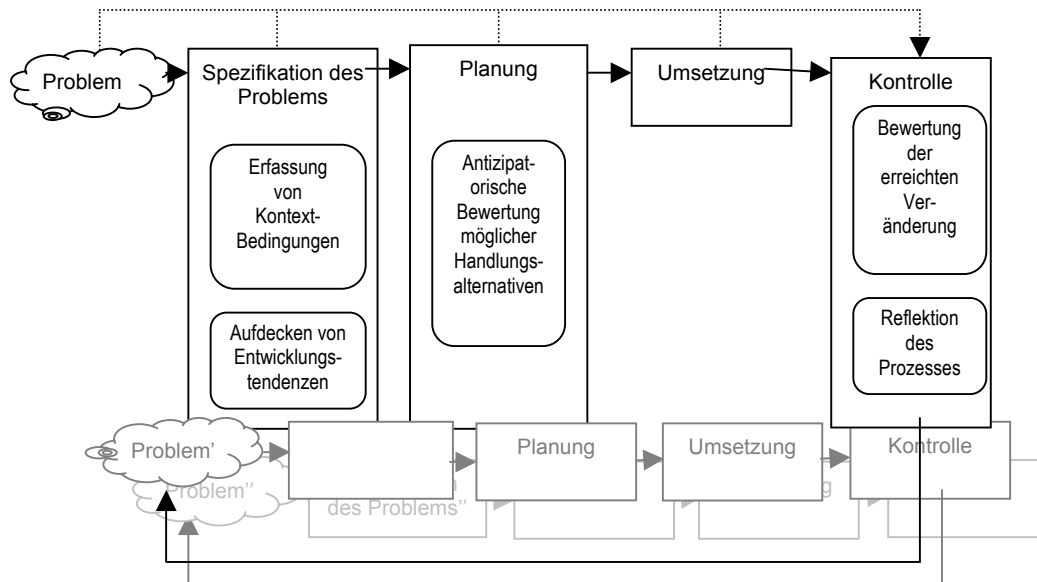 Problem
Spezifikation des
Problems
Planung
Umsetzung
Kontrolle
Erfassung
von
Kontext-
Bedingungen
Aufdecken von
Entwicklungs-
tendenzen
Antizipat-
orische
Bewertung
möglicher
Handlungs-
alternativen
Bewertung
der
erreichten
Ver-
änderung
Reflektion
des
Prozesses
Problem’
Planung
Umsetzung
Kontrolle
Problem’’
des Problems’’